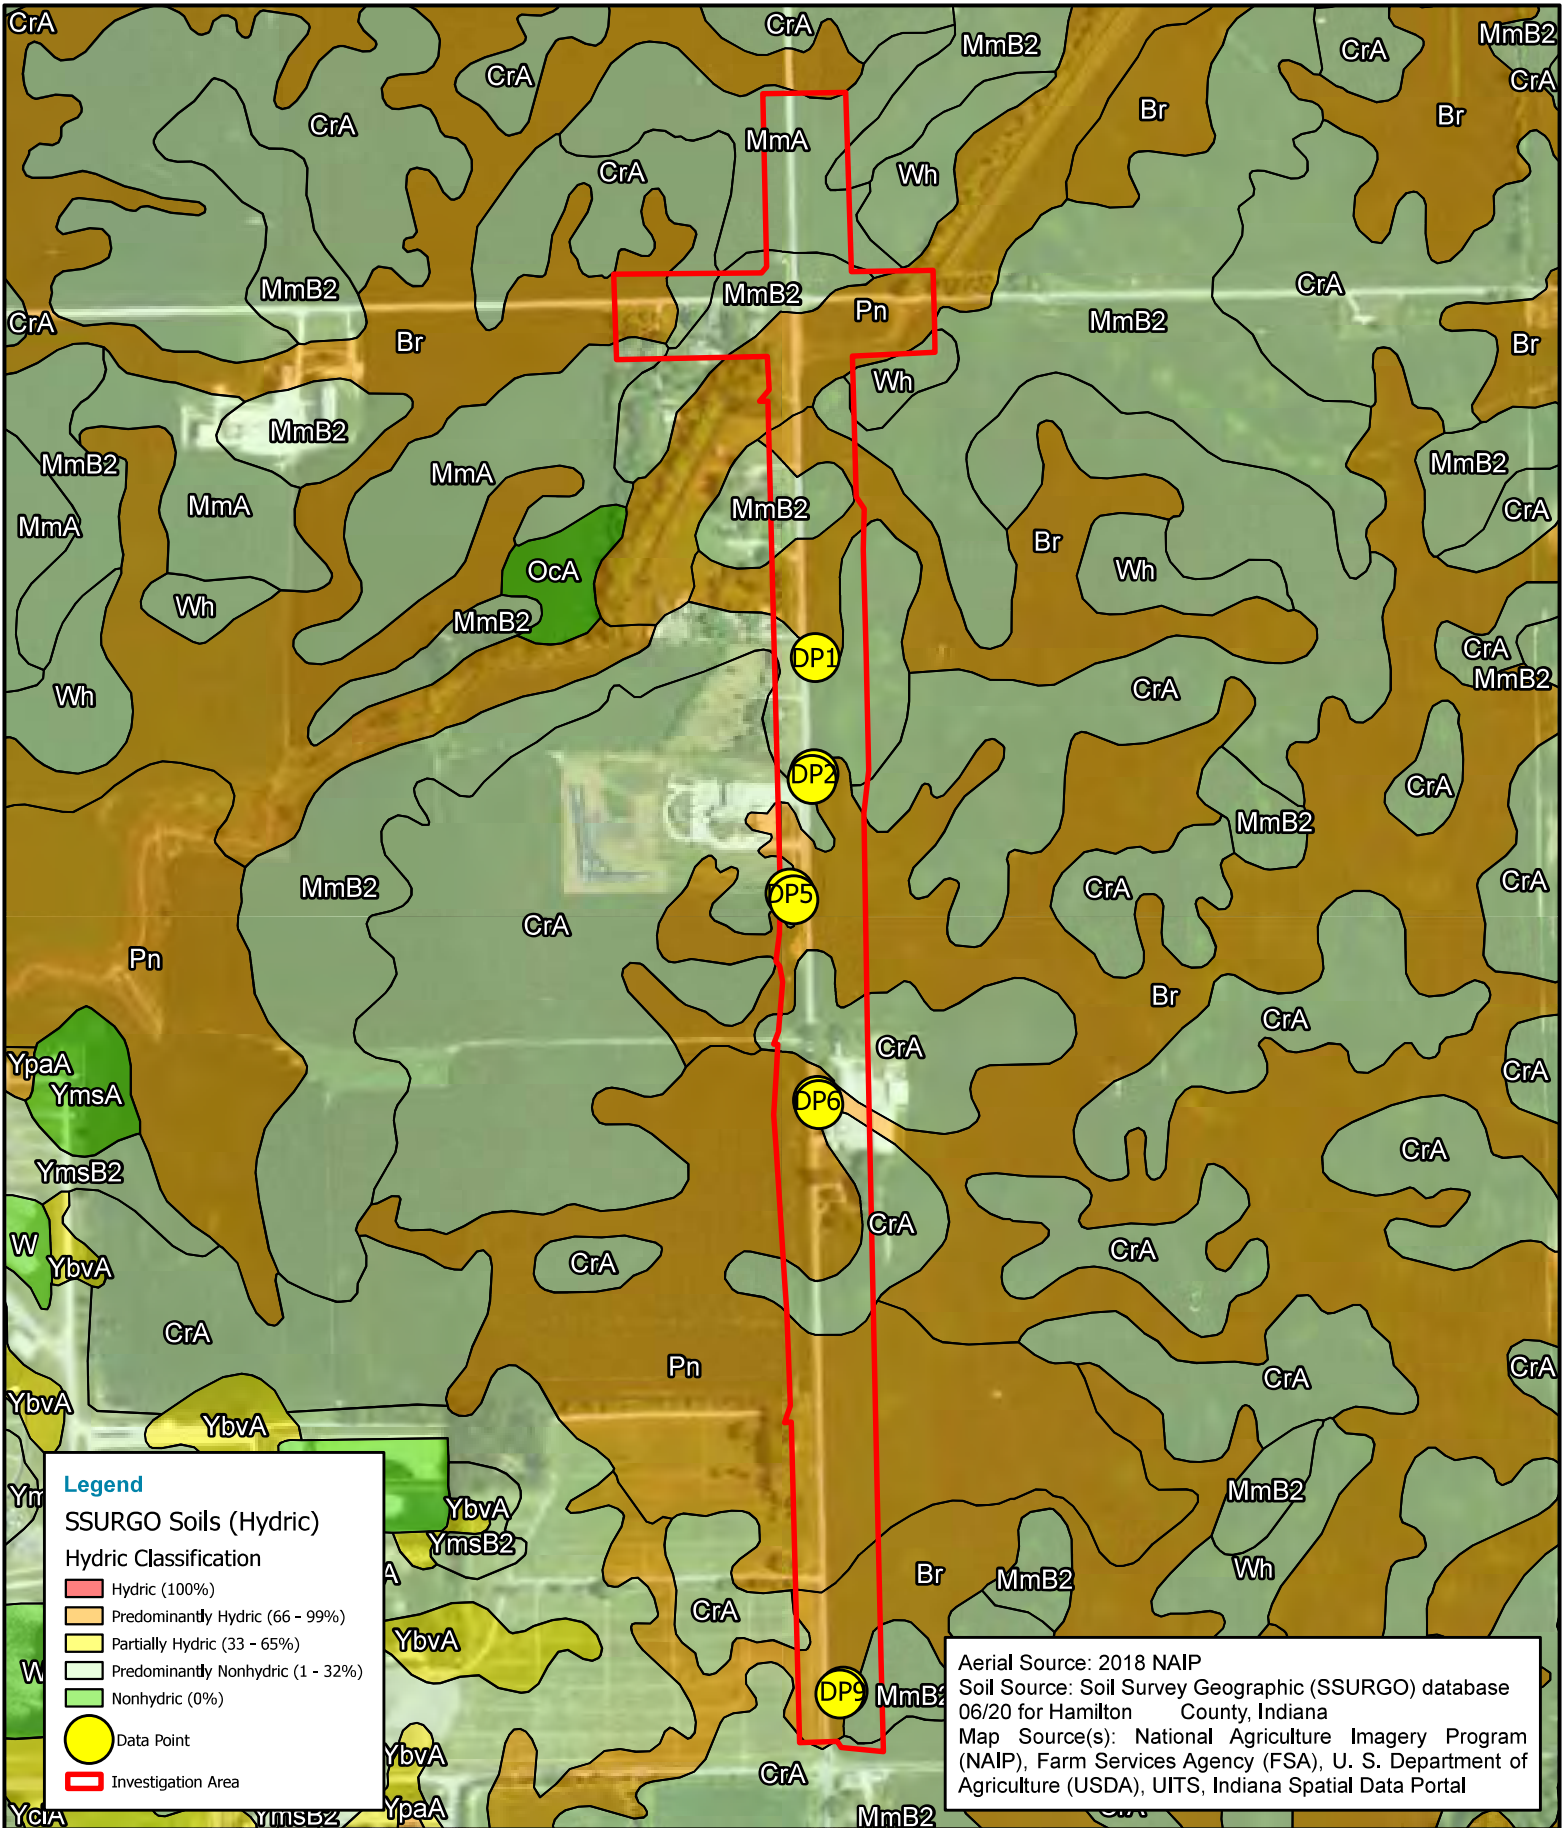 CrA
CrA
MmB2
MmB2
CrA
CrA
CrA
Br
Br
CrA
MmA
CrA
Wh
MmB2
MmB2
CrA
Pn
CrA
MmB2
Br
Br
Wh
MmB2
MmB2
MmB2
MmA
MmA
MmB2
CrA
MmA
Br
OcA
Wh
Wh
MmB2
CrA
DP1
MmB2
Wh
CrA
DP2
CrA
MmB2
MmB2
CrA
CrA
DP5
CrA
Pn
Br
CrA
CrA
YpaA
CrA
YmsA
DP6
CrA
YmsB2
CrA
W
CrA
CrA
YbvA
CrA
Pn
CrA
CrA
YbvA
YbvA
MmB2
YbvA
YmsB2
Br
MmB2
Wh
CrA
YbvA
W
DP9
MmB2
YbvA
CrA
YpaA
YmsB2
MmB2
Legend
SSURGO Soils (Hydric)
Hydric Classification
Hydric (100%)
Predominantly Hydric (66 - 99%)
Partially Hydric (33 - 65%)
Predominantly Nonhydric (1 - 32%)
Nonhydric (0%)
Data Point
Investigation Area
Aerial Source: 2018 NAIP
Soil Source: Soil Survey Geographic (SSURGO) database
06/20 for Hamilton County, Indiana
Map Source(s): National Agriculture Imagery Program
(NAIP), Farm Services Agency (FSA), U. S. Department of
Agriculture (USDA), UITS, Indiana Spatial Data Portal